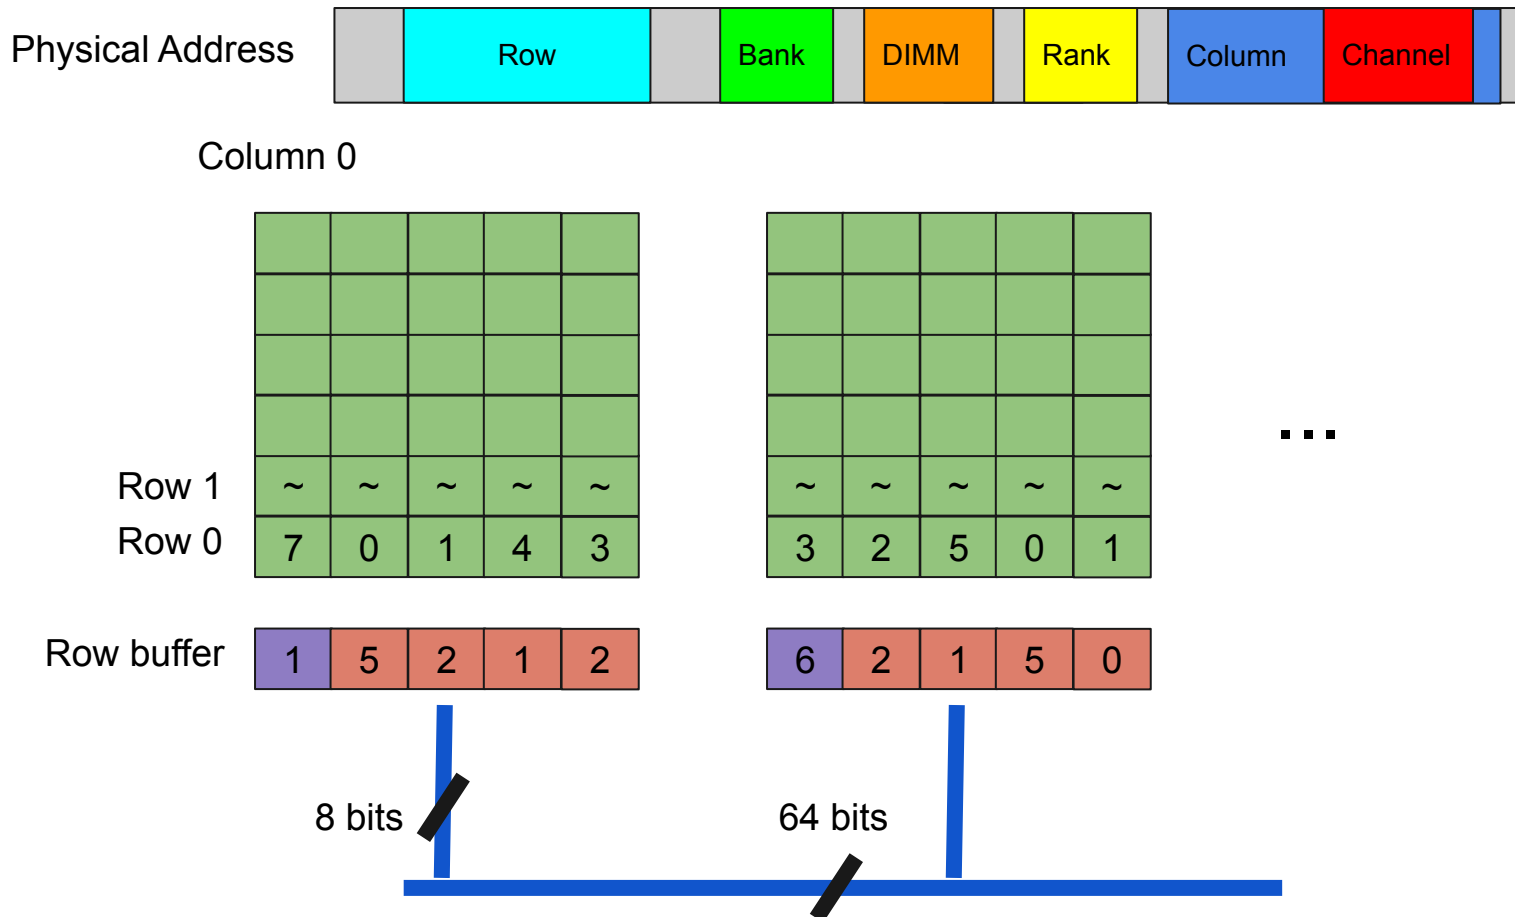 Physical Address
Row Bank DIMM Rank Column Channel
Column 0
Row 1 ~ ~ ~ ~ ~ ~ ~ ~ ~ ~
Row 0 7 0 1 4 3 3 2 5 0 1
...
Row buffer 1 5 2 1 2 6 2 1 5 0
8 bits 64 bits